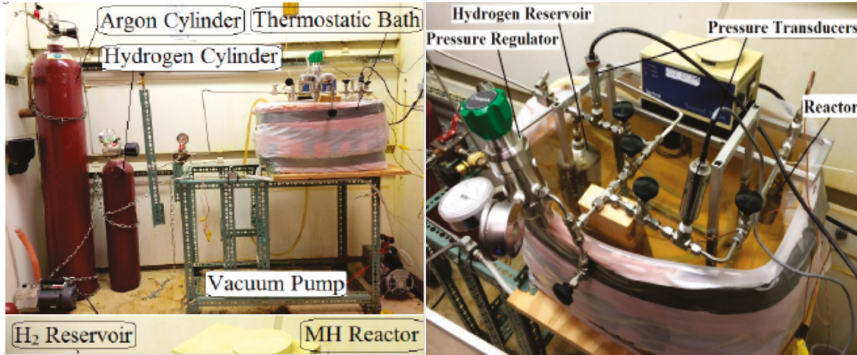 Argon Cylinder
Thermostatic Bath
Hydrogen Cylinder
Vacuum Pump
H₂ Reservoir
MH Reactor
Hydrogen Reservoir
Pressure Regulator
Pressure Transducers
Reactor